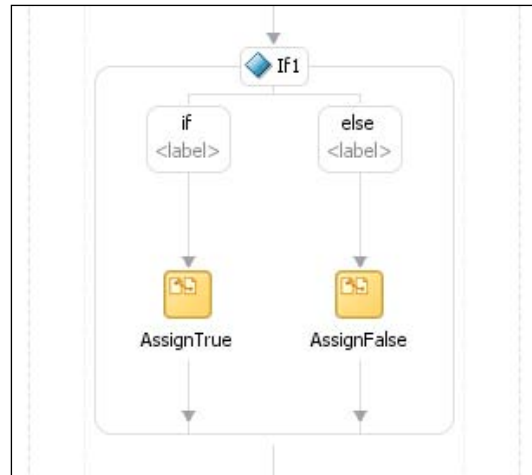 If1
if
<label>
else
<label>
AssignTrue
AssignFalse